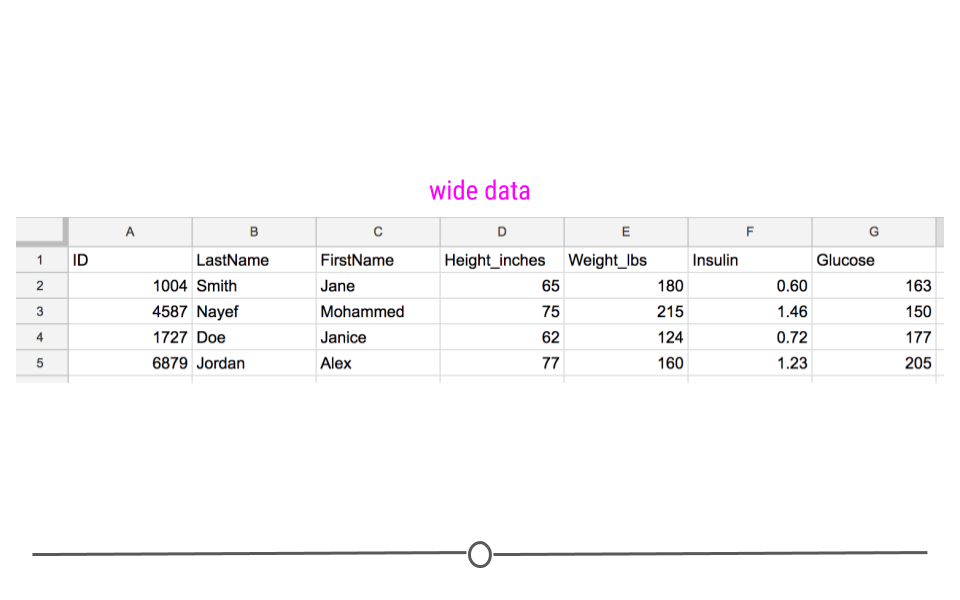 wide data
A B C D E F G
1 ID LastName FirstName Height_inches Weight_lbs Insulin Glucose
2 1004 Smith Jane 65 180 0.60 163
3 4587 Nayef Mohammed 75 215 1.46 150
4 1727 Doe Janice 62 124 0.72 177
5 6879 Jordan Alex 77 160 1.23 205